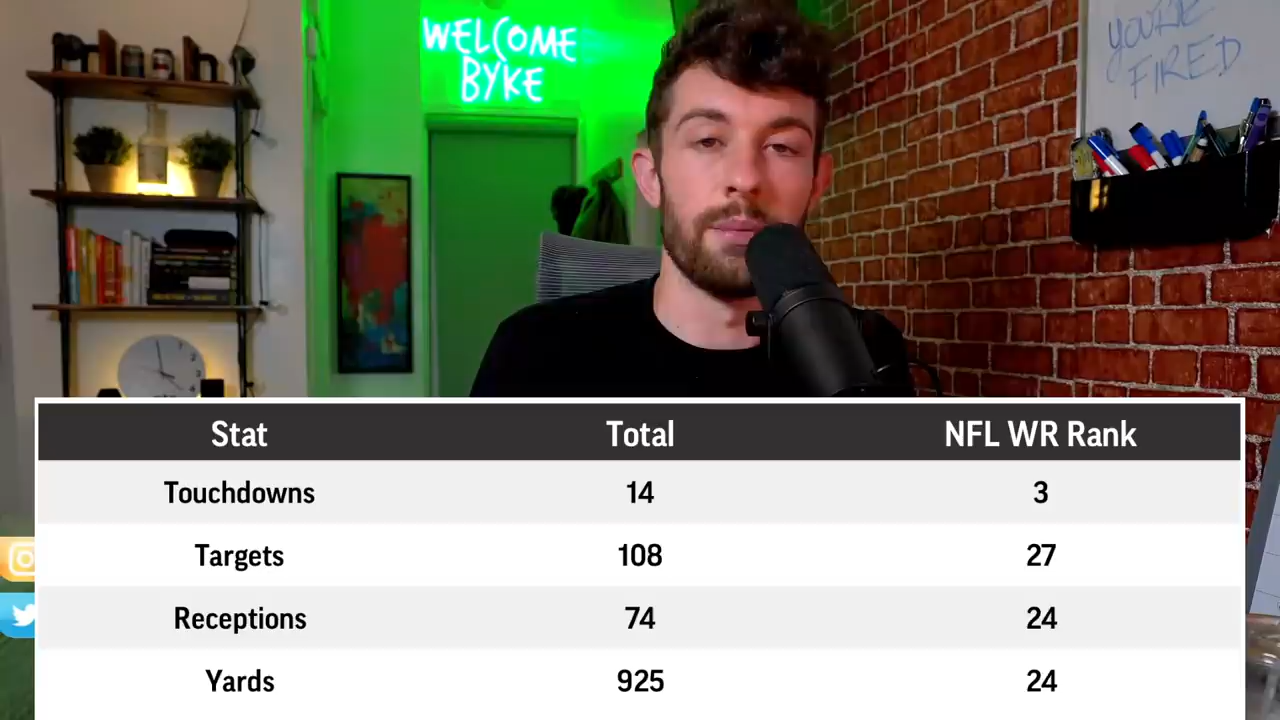 WELCOME
BYKE
YOU'RE
FIRED
Stat Total NFL WR Rank
Touchdowns 14 3
Targets 108 27
Receptions 74 24
Yards 925 24